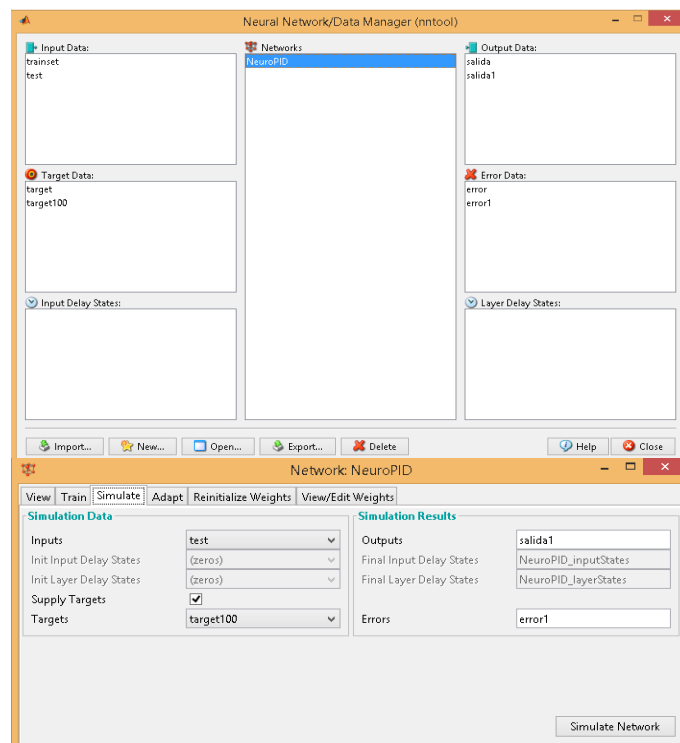 Neural Network/Data Manager (nntool)
Input Data:
trainset
test
Networks
NeuroPID
Output Data:
salida
salida1
Target Data:
target
target100
Error Data:
error
error1
Input Delay States:
Layer Delay States:
Import... New... Open... Export... Delete Help Close
Network: NeuroPID
View Train Simulate Adapt Reinitialize Weights View/Edit Weights
Simulation Data
Inputs test
Init Input Delay States (zeros)
Init Layer Delay States (zeros)
Supply Targets
Targets target100
Simulation Results
Outputs salida1
Final Input Delay States NeuroPID_inputStates
Final Layer Delay States NeuroPID_layerStates
Errors error1
Simulate Network